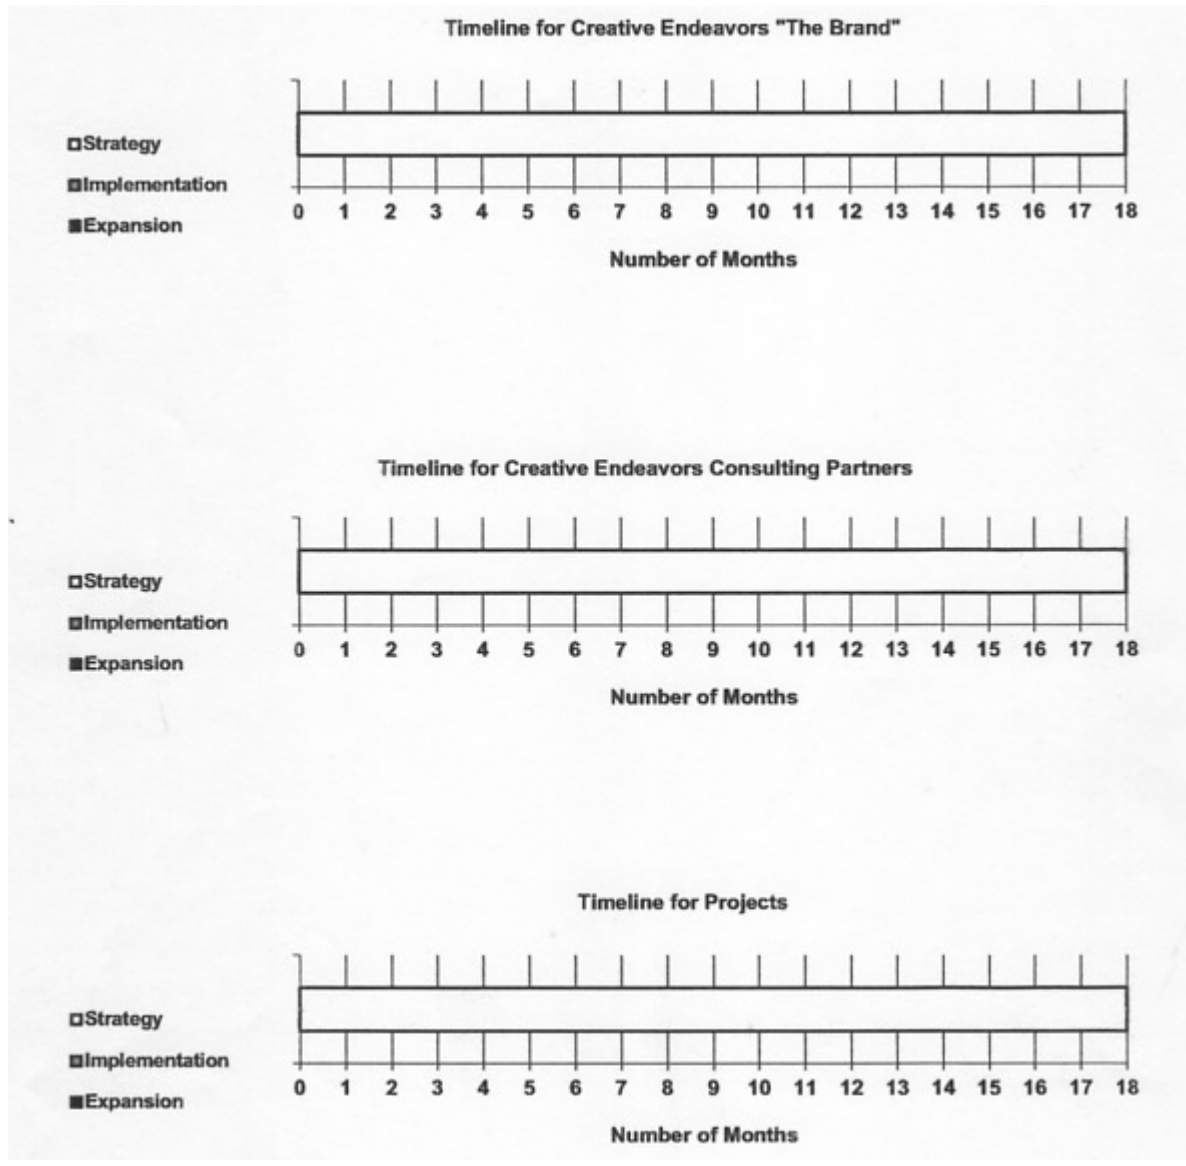 Timeline for Creative Endeavors "The Brand"
Strategy
Implementation
Expansion
0 1 2 3 4 5 6 7 8 9 10 11 12 13 14 15 16 17 18
Number of Months
Timeline for Creative Endeavors Consulting Partners
Strategy
Implementation
Expansion
0 1 2 3 4 5 6 7 8 9 10 11 12 13 14 15 16 17 18
Number of Months
Timeline for Projects
Strategy
Implementation
Expansion
0 1 2 3 4 5 6 7 8 9 10 11 12 13 14 15 16 17 18
Number of Months